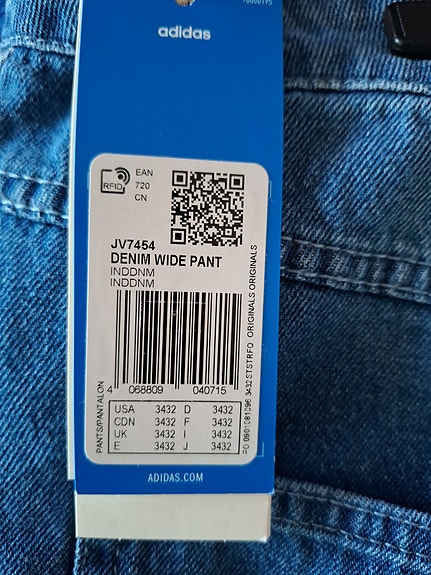 adidas
RFID
EAN
720
CN
JV7454
DENIM WIDE PANT
INDDNM
INDDNM
4 068809 040715
PANTS/PANTALON
USA 3432 D 3432
CDN 3432 F 3432
UK 3432 I 3432
E 3432 J 3432
ORIGINALS ORIGINALS
ADIDAS.COM